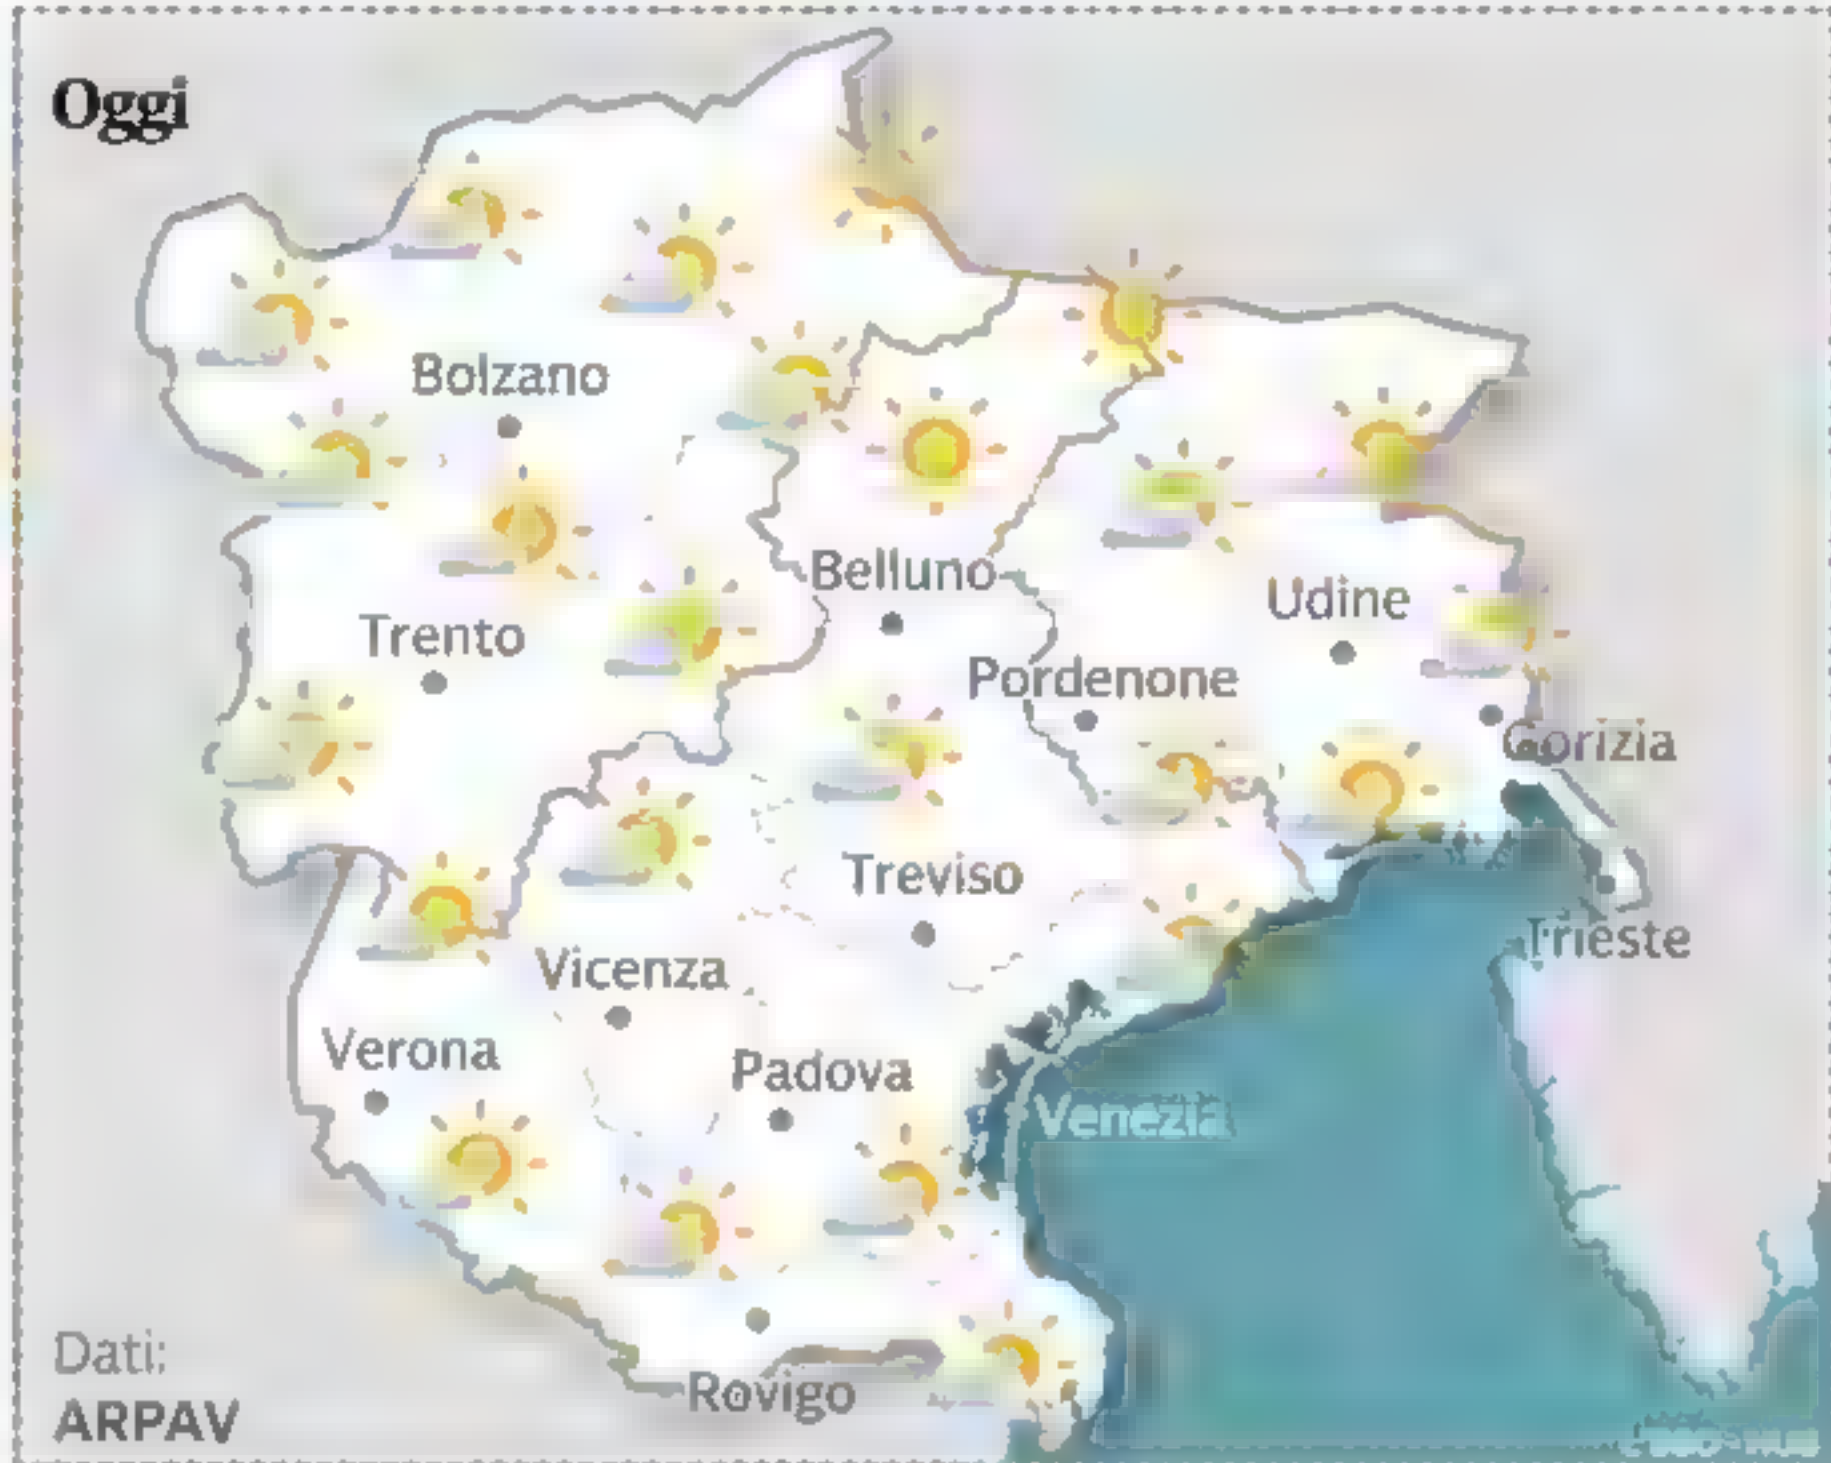 Oggi
Bolzano
Belluno
Udine
Trento
Pordenone
Gorizia
Treviso
Trieste
Vicenza
Verona
Padova
Venezia
Dati:
ARPAV
Rovigo